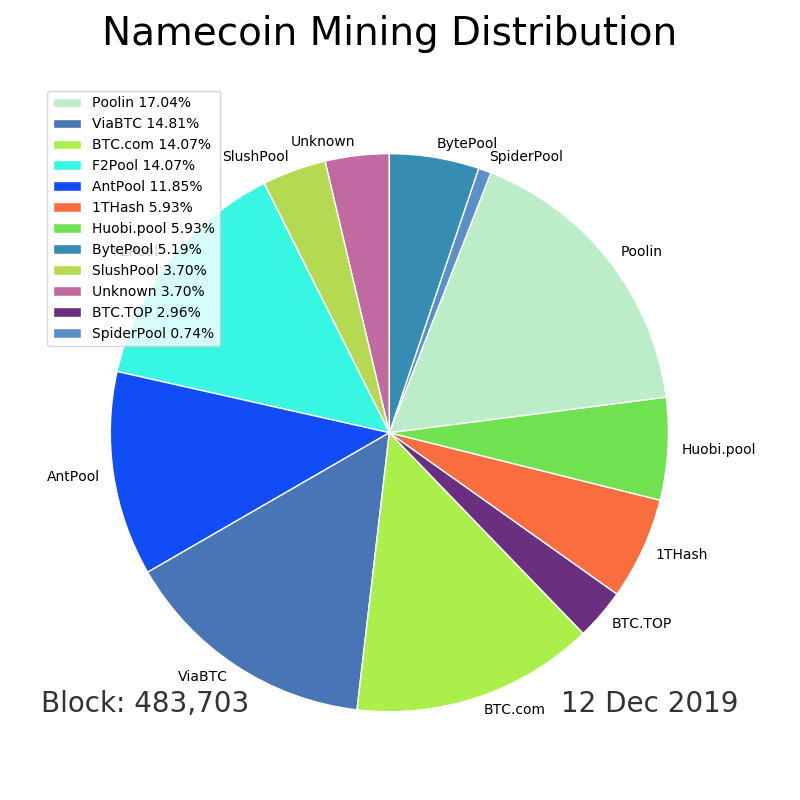 Namecoin Mining Distribution
Poolin 17.04%
ViaBTC 14.81%
BTC.com 14.07%
F2Pool 14.07%
AntPool 11.85%
1THash 5.93%
Huobi.pool 5.93%
BytePool 5.19%
SlushPool 3.70%
Unknown 3.70%
BTC.TOP 2.96%
SpiderPool 0.74%
Unknown
BytePool
SlushPool
SpiderPool
Poolin
Huobi.pool
AntPool
1THash
BTC.TOP
ViaBTC
BTC.com
Block: 483,703
12 Dec 2019